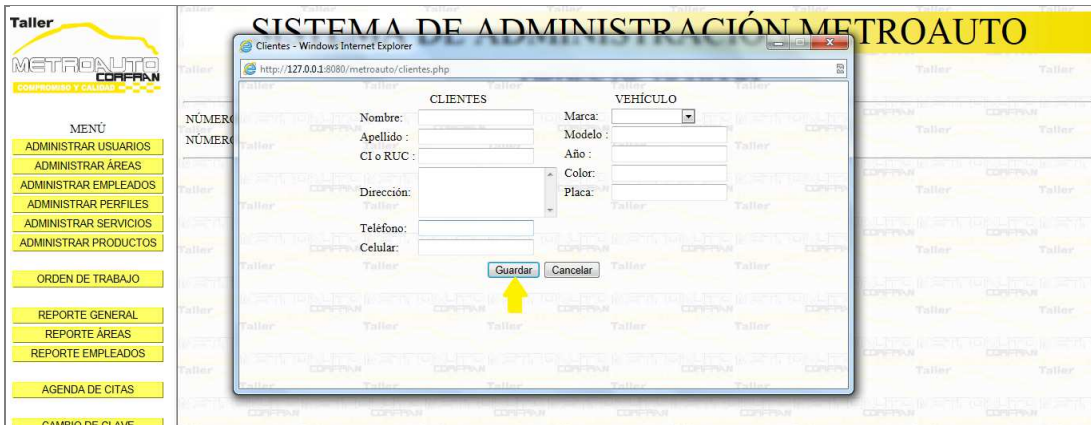 Taller
METROAUTO
CORFRAN
COMPROMISO Y CALIDAD
SISTEMA DE ADMINISTRACIÓN METROAUTO
MENÚ
ADMINISTRAR USUARIOS
ADMINISTRAR ÁREAS
ADMINISTRAR EMPLEADOS
ADMINISTRAR PERFILES
ADMINISTRAR SERVICIOS
ADMINISTRAR PRODUCTOS
ORDEN DE TRABAJO
REPORTE GENERAL
REPORTE ÁREAS
REPORTE EMPLEADOS
AGENDA DE CITAS
CAMBIO DE CLAVE
NÚMERO
NÚMERO
Clientes - Windows Internet Explorer
http://127.0.0.1:8080/metroauto/clientes.php
CLIENTES
Nombre:
Apellido :
CI o RUC :
Dirección:
Teléfono:
Celular:
VEHÍCULO
Marca:
Modelo :
Año :
Color:
Placa:
Guardar Cancelar